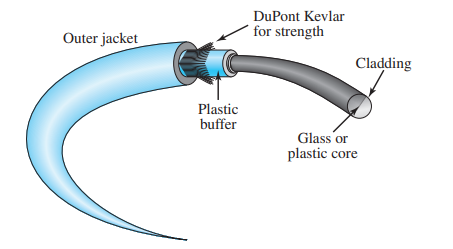 DuPont Kevlar
for strength
Outer jacket
Cladding
Plastic
buffer
Glass or
plastic core